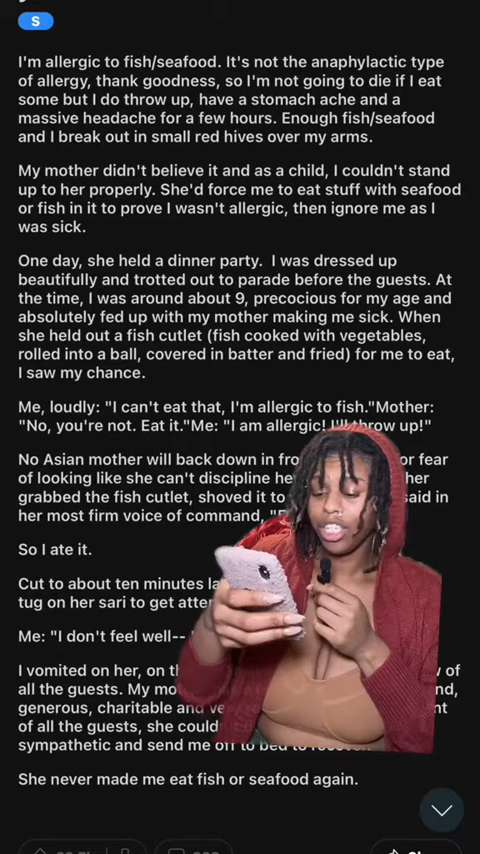 S
I'm allergic to fish/seafood. It's not the anaphylactic type
of allergy, thank goodness, so I'm not going to die if I eat
some but I do throw up, have a stomach ache and a
massive headache for a few hours. Enough fish/seafood
and I break out in small red hives over my arms.
My mother didn't believe it and as a child, I couldn't stand
up to her properly. She'd force me to eat stuff with seafood
or fish in it to prove I wasn't allergic, then ignore me as I
was sick.
One day, she held a dinner party. I was dressed up
beautifully and trotted out to parade before the guests. At
the time, I was around about 9, precocious for my age and
absolutely fed up with my mother making me sick. When
she held out a fish cutlet (fish cooked with vegetables,
rolled into a ball, covered in batter and fried) for me to eat,
I saw my chance.
Me, loudly: "I can't eat that, I'm allergic to fish."Mother:
"No, you're not. Eat it."Me: "I am allergic! I'll throw up!"
No Asian mother will back down in or fear
of looking like she can't discipline her
grabbed the fish cutlet, shoved it to said in
her most firm voice of command,
So I ate it.
Cut to about ten minutes
tug on her sari to get
Me: "I don't feel well--
I vomited on her, on of
all the guests. My
generous, charitable and
of all the guests, she
sympathetic and send me off to bed to
She never made me eat fish or seafood again.